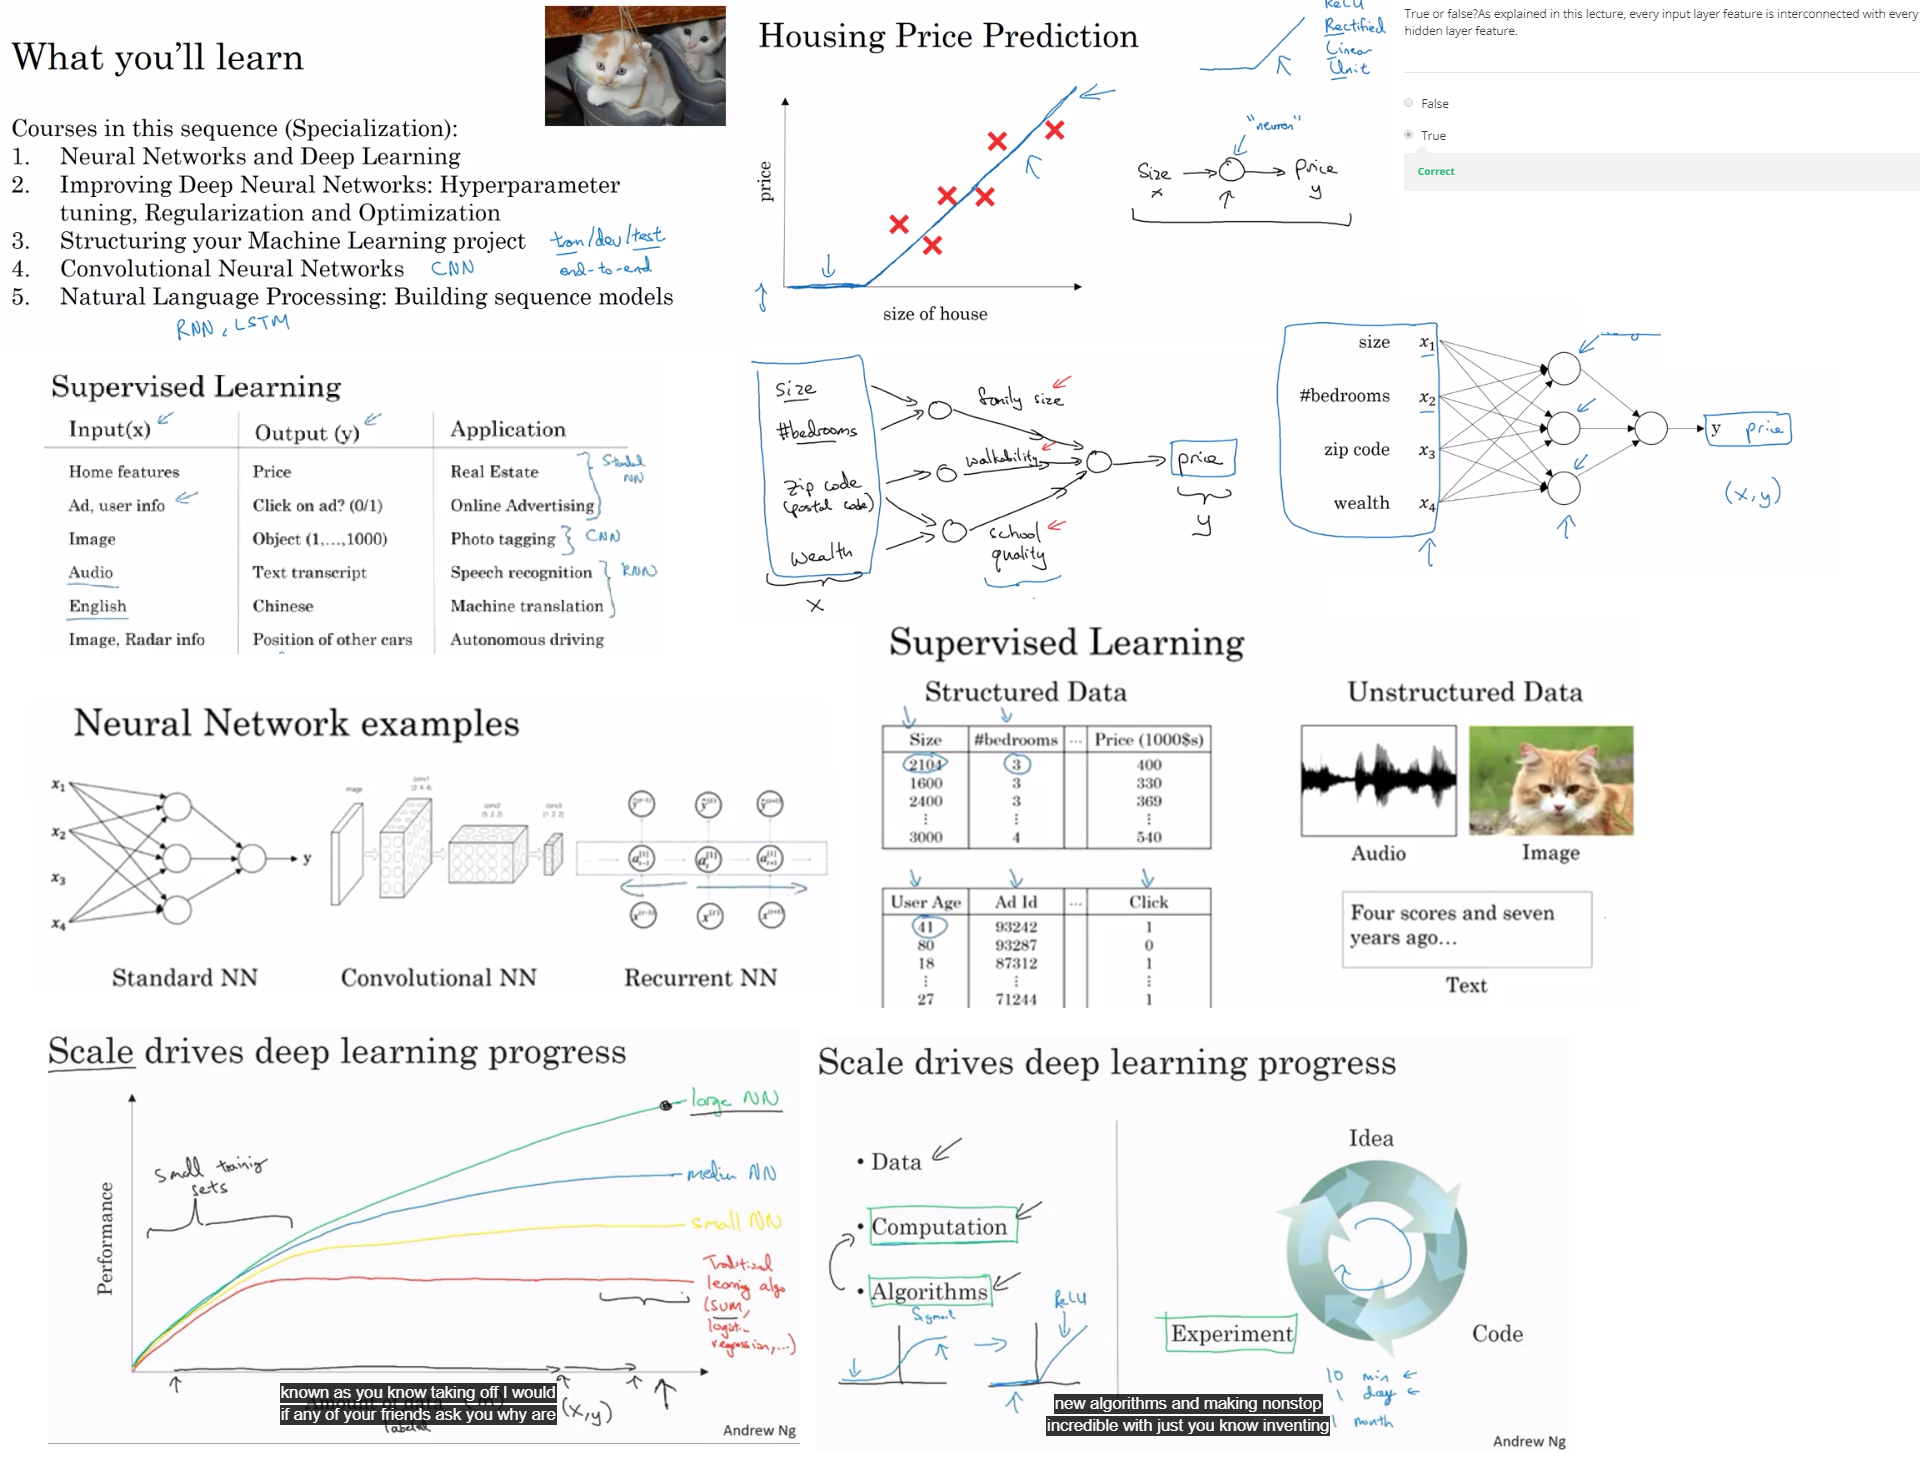 What you'll learn
Courses in this sequence (Specialization):
1. Neural Networks and Deep Learning
2. Improving Deep Neural Networks: Hyperparameter
tuning, Regularization and Optimization
3. Structuring your Machine Learning project
/dev/test
4. Convolutional Neural Networks CNN
end-to-end
5. Natural Language Processing: Building sequence models
RNN, LSTM
Housing Price Prediction
ReLU
Rectified
Linear
Unit
price
size of house
"neuron"
Size
x
Price
y
True or false?As explained in this lecture, every input layer feature is interconnected with every
hidden layer feature.
False
True
Correct
Supervised Learning
Input(x) Output (y) Application
Home features Price Real Estate
Ad, user info Click on ad? (0/1) Online Advertising
NN
Image Object (1,...,1000) Photo tagging CNN
Audio Text transcript Speech recognition RNN
English Chinese Machine translation
Image, Radar info Position of other cars Autonomous driving
size
#bedrooms
zip code
(postal code)
wealth
x
family size
walkability
school
quality
price
y
size x1
#bedrooms x2
zip code x3
wealth x4
y price
(x,y)
Neural Network examples
x1
x2
x3
x4
y
Standard NN
Convolutional NN
Recurrent NN
Supervised Learning
Structured Data
Size #bedrooms ... Price (1000$s)
2104 3 400
1600 3 330
2400 3 369
⋮ ⋮ ⋮
3000 4 540
User Age Ad Id ... Click
41 93242 1
80 93287 0
18 87312 1
⋮ ⋮ ⋮
27 71244 1
Unstructured Data
Audio
Image
Four scores and seven
years ago...
Text
Scale drives deep learning progress
Performance
small training
sets
large NN
medium NN
small NN
Traditional
learning algo
(SVM,
logistic
regression,...)
known as you know taking off I would
if any of your friends ask you why are
(x,y)
labeled
Andrew Ng
Scale drives deep learning progress
• Data
• Computation
• Algorithms
Sigmoid
ReLU
Idea
Experiment
Code
10 min
1 day
1 month
new algorithms and making nonstop
incredible with just you know inventing
Andrew Ng